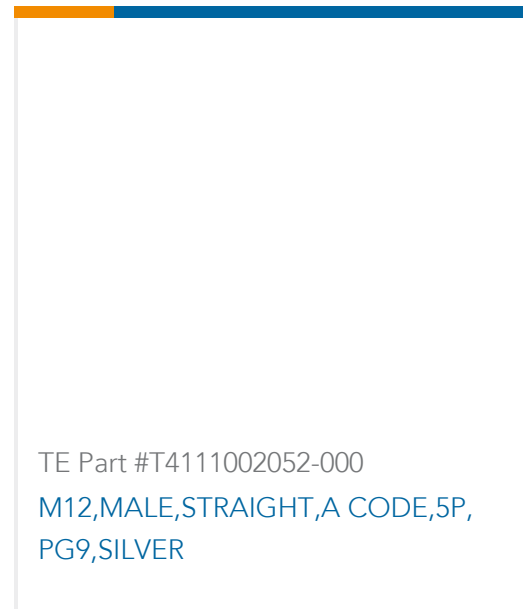 TE Part #T4111002052-000
M12,MALE,STRAIGHT,A CODE,5P,
PG9,SILVER